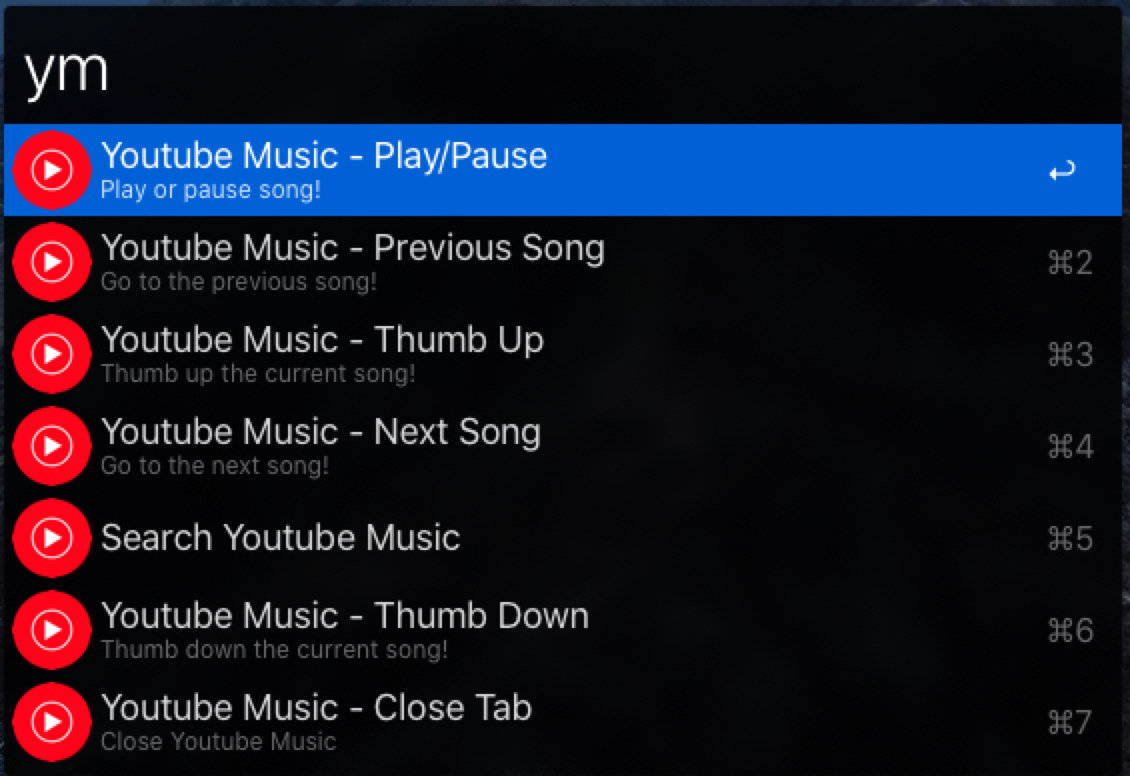 ym
Youtube Music - Play/Pause
Play or pause song!
↩
Youtube Music - Previous Song
Go to the previous song!
⌘2
Youtube Music - Thumb Up
Thumb up the current song!
⌘3
Youtube Music - Next Song
Go to the next song!
⌘4
Search Youtube Music
⌘5
Youtube Music - Thumb Down
Thumb down the current song!
⌘6
Youtube Music - Close Tab
Close Youtube Music
⌘7